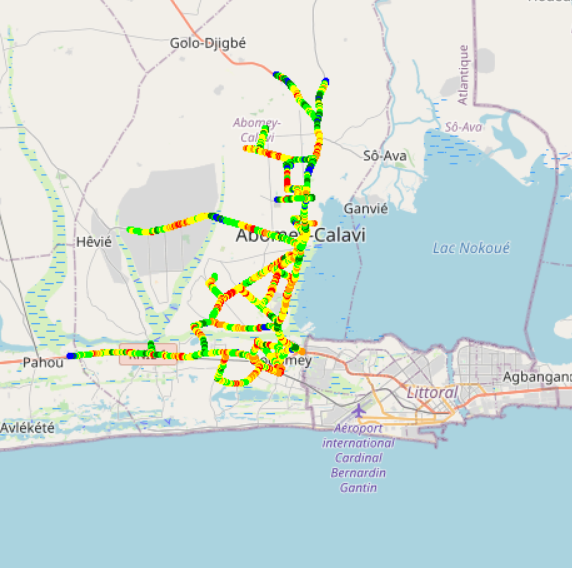 Golo-Djigbé
Atlantique
Abomey-
Calavi
Sô-Ava
Sô-Ava
Ganvié
Abomey-Calavi
Hêvié
Lac Nokoué
Pahou
Littoral
Agbangand
Avlékété
Aéroport
international
Cardinal
Bernardin
Gantin